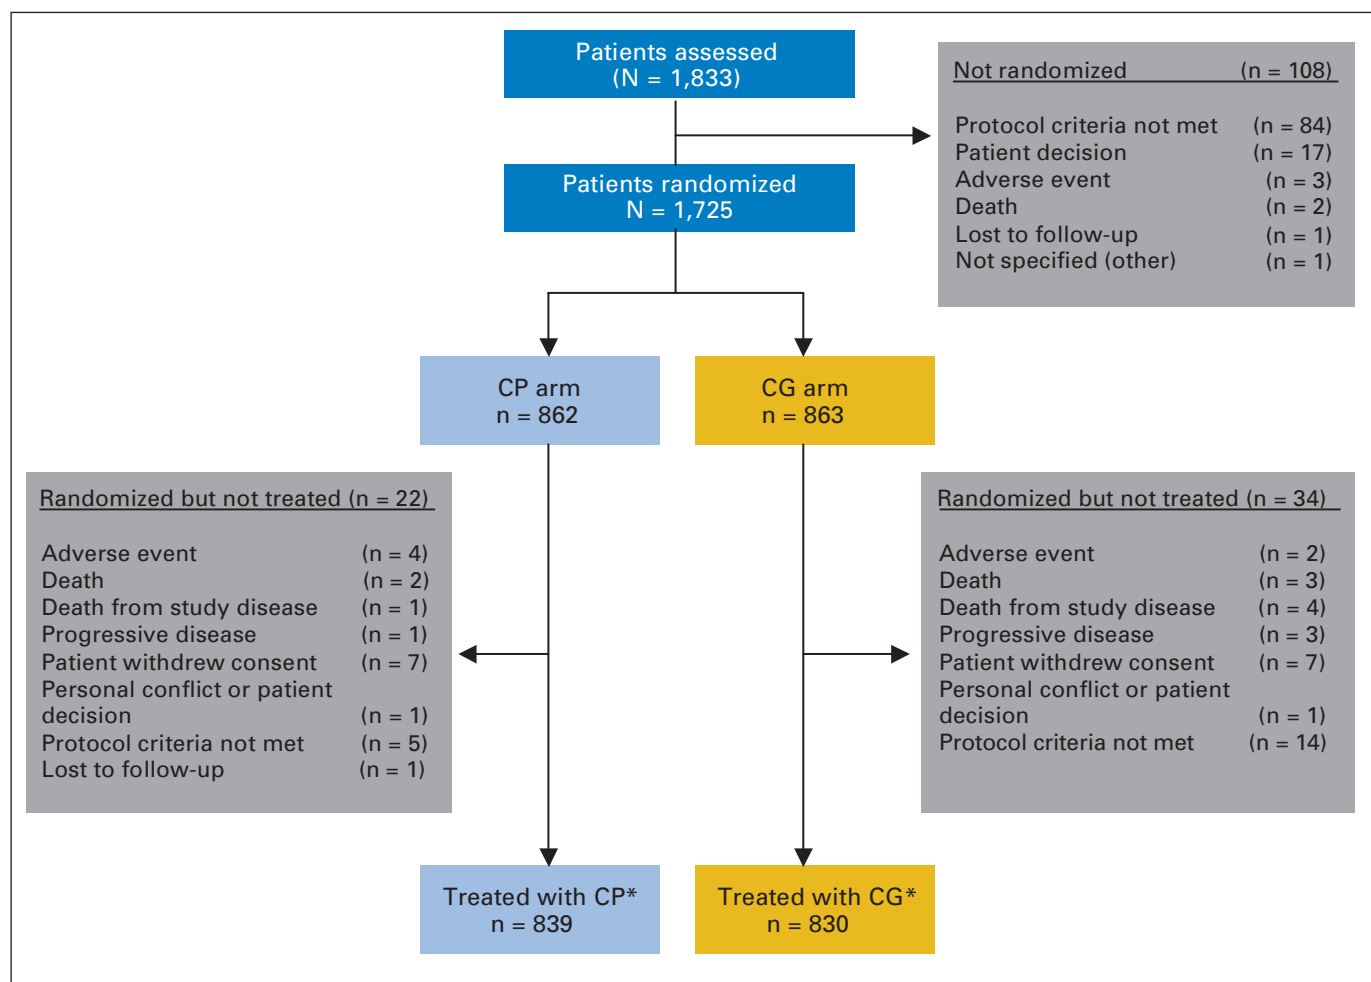 Patients assessed
(N = 1,833)
Not randomized (n = 108)
Protocol criteria not met (n = 84)
Patient decision (n = 17)
Adverse event (n = 3)
Death (n = 2)
Lost to follow-up (n = 1)
Not specified (other) (n = 1)
Patients randomized
N = 1,725
CP arm
n = 862
CG arm
n = 863
Randomized but not treated (n = 22)
Adverse event (n = 4)
Death (n = 2)
Death from study disease (n = 1)
Progressive disease (n = 1)
Patient withdrew consent (n = 7)
Personal conflict or patient
decision (n = 1)
Protocol criteria not met (n = 5)
Lost to follow-up (n = 1)
Randomized but not treated (n = 34)
Adverse event (n = 2)
Death (n = 3)
Death from study disease (n = 4)
Progressive disease (n = 3)
Patient withdrew consent (n = 7)
Personal conflict or patient
decision (n = 1)
Protocol criteria not met (n = 14)
Treated with CP*
n = 839
Treated with CG*
n = 830